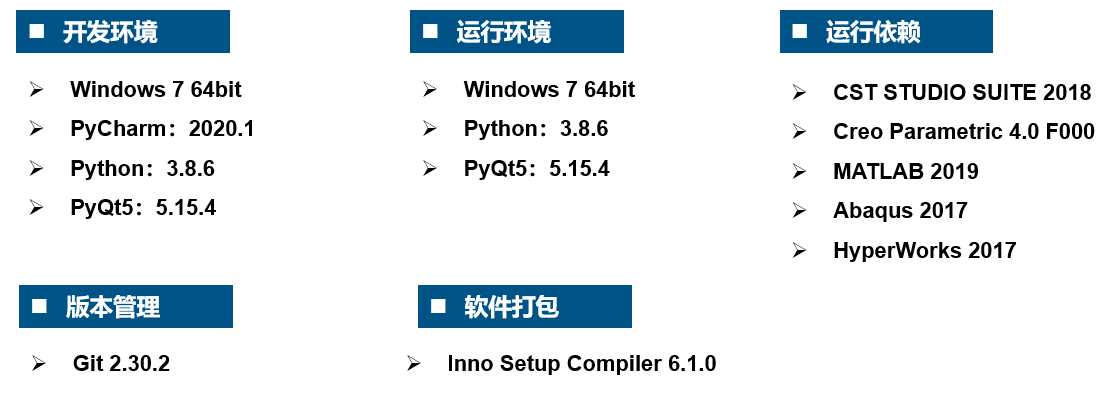 开发环境
Windows 7 64bit
PyCharm：2020.1
Python：3.8.6
PyQt5：5.15.4
运行环境
Windows 7 64bit
Python：3.8.6
PyQt5：5.15.4
运行依赖
CST STUDIO SUITE 2018
Creo Parametric 4.0 F000
MATLAB 2019
Abaqus 2017
HyperWorks 2017
版本管理
Git 2.30.2
软件打包
Inno Setup Compiler 6.1.0